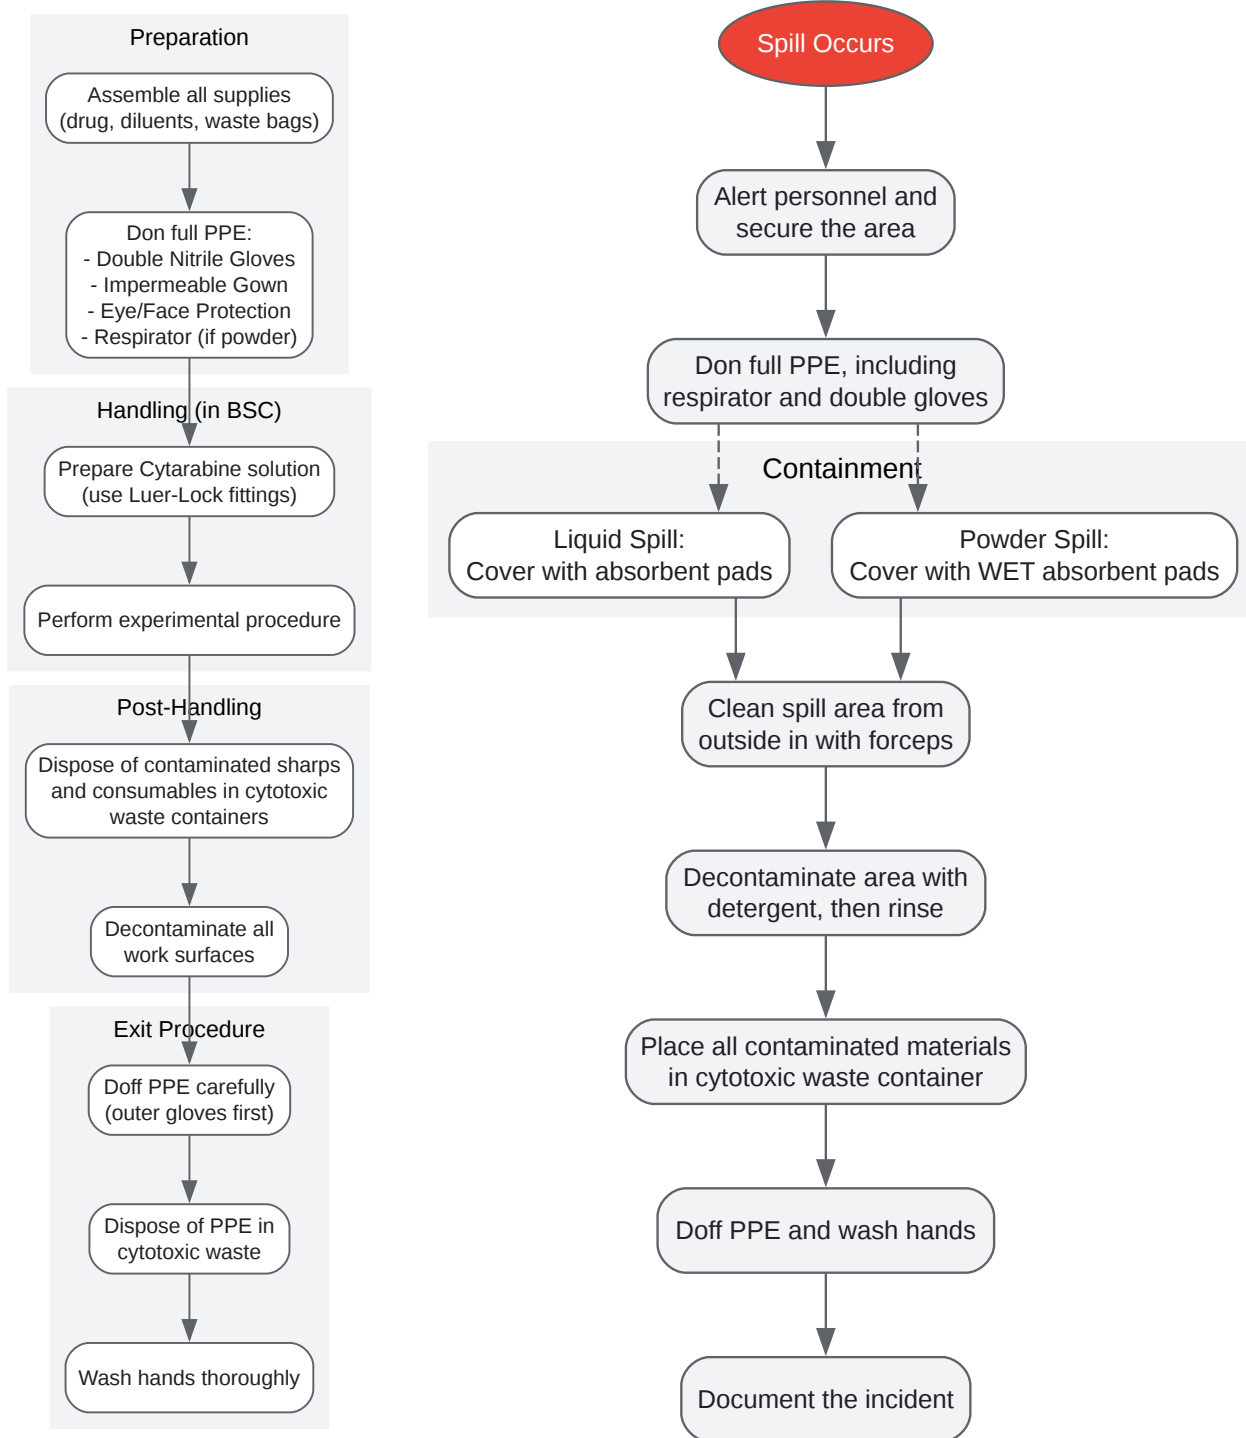 Preparation
Assemble all supplies
(drug, diluents, waste bags)
Don full PPE:
- Double Nitrile Gloves
- Impermeable Gown
- Eye/Face Protection
- Respirator (if powder)
Handling (in BSC)
Prepare Cytarabine solution
(use Luer-Lock fittings)
Perform experimental procedure
Post-Handling
Dispose of contaminated sharps
and consumables in cytotoxic
waste containers
Decontaminate all
work surfaces
Exit Procedure
Doff PPE carefully
(outer gloves first)
Dispose of PPE in
cytotoxic waste
Wash hands thoroughly
Spill Occurs
Alert personnel and
secure the area
Don full PPE, including
respirator and double gloves
Containment
Liquid Spill:
Cover with absorbent pads
Powder Spill:
Cover with WET absorbent pads
Clean spill area from
outside in with forceps
Decontaminate area with
detergent, then rinse
Place all contaminated materials
in cytotoxic waste container
Doff PPE and wash hands
Document the incident